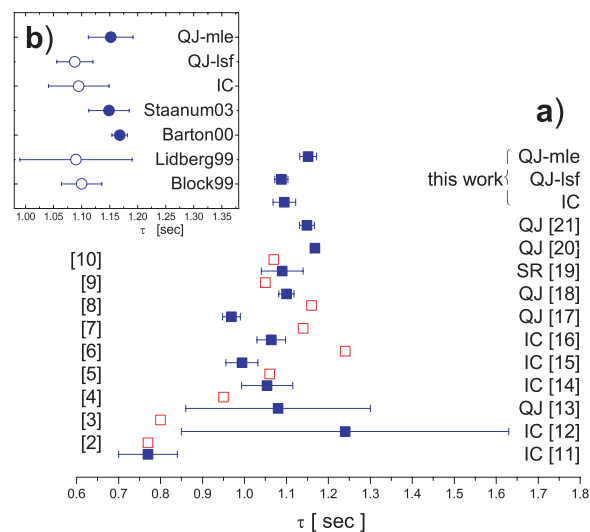 b)
QJ-mle
QJ-lsf
IC
Staanum03
Barton00
Lidberg99
Block99
1.00 1.05 1.10 1.15 1.20 1.25 1.30 1.35
τ [sec]
a)
QJ-mle
this work QJ-lsf
IC
QJ [21]
QJ [20]
[10] SR [19]
[9] QJ [18]
[8] QJ [17]
[7] IC [16]
[6] IC [15]
[5] IC [14]
[4] QJ [13]
[3] IC [12]
[2] IC [11]
0.6 0.7 0.8 0.9 1.0 1.1 1.2 1.3 1.4 1.5 1.6 1.7 1.8
τ [ sec ]